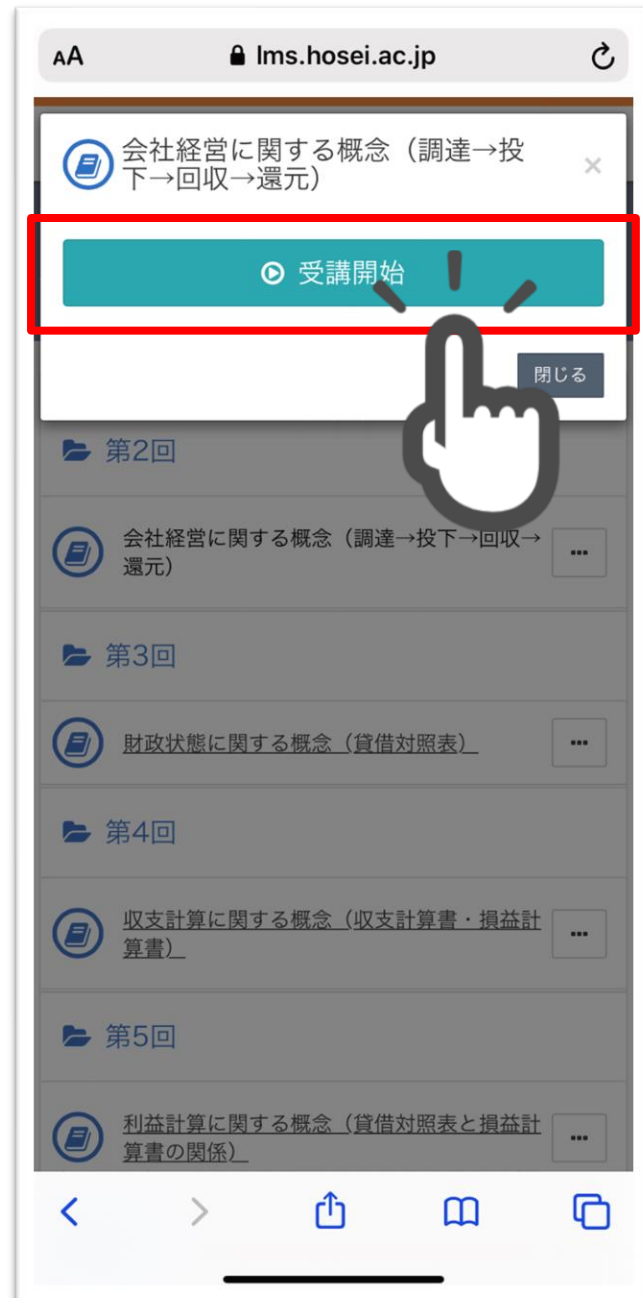 AA lms.hosei.ac.jp
会社経営に関する概念（調達→投
下→回収→還元）
×
受講開始
閉じる
第2回
会社経営に関する概念（調達→投下→回収→
還元）
第3回
財政状態に関する概念（貸借対照表）
第4回
収支計算に関する概念（収支計算書・損益計
算書）
第5回
利益計算に関する概念（貸借対照表と損益計
算書の関係）